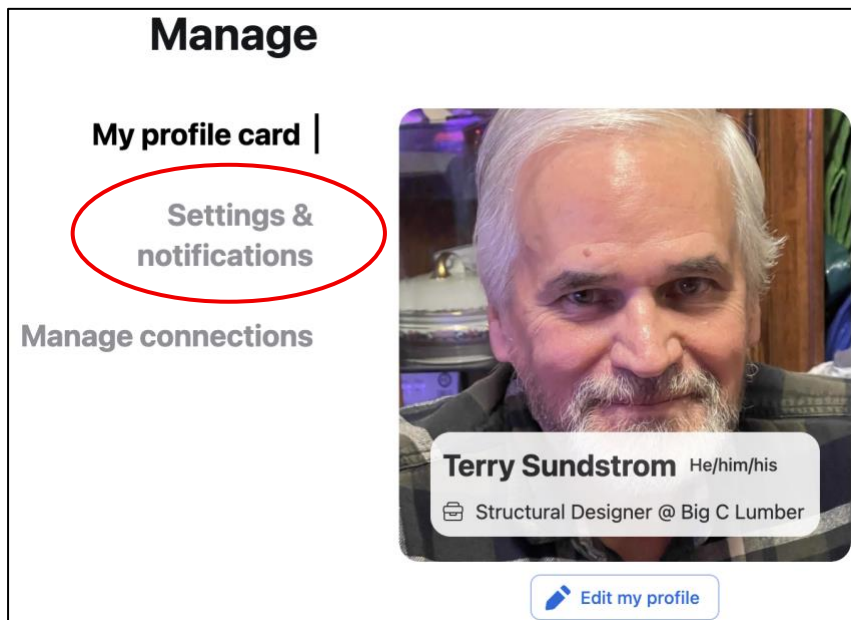 Manage
My profile card
Settings &
notifications
Manage connections
Terry Sundstrom He/him/his
Structural Designer @ Big C Lumber
Edit my profile